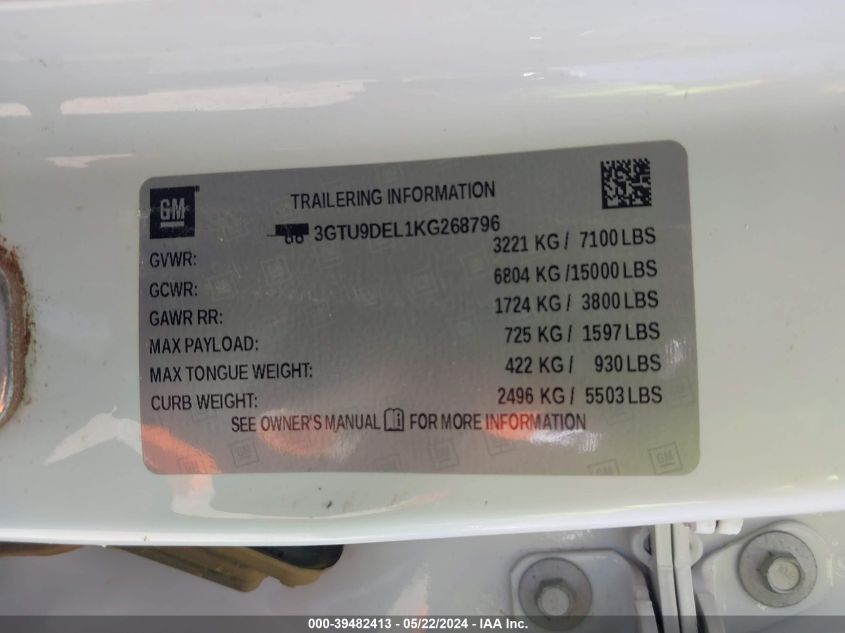 GM
TRAILERING INFORMATION
3GTU9DEL1KG268796
GVWR: 3221 KG / 7100 LBS
GCWR: 6804 KG /15000 LBS
GAWR RR: 1724 KG / 3800 LBS
MAX PAYLOAD: 725 KG / 1597 LBS
MAX TONGUE WEIGHT: 422 KG / 930 LBS
CURB WEIGHT: 2496 KG / 5503 LBS
SEE OWNER'S MANUAL i FOR MORE INFORMATION
GM
000-39482413 - 05/22/2024 - IAA Inc.